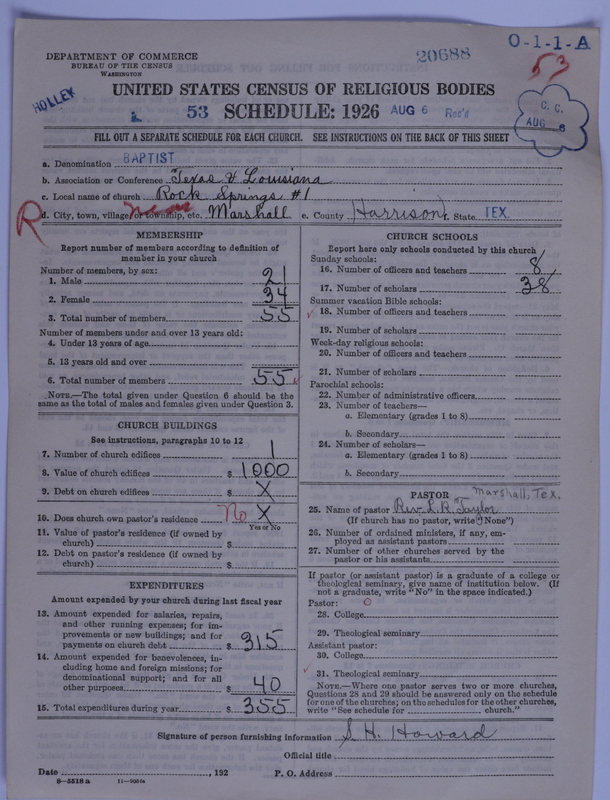 DEPARTMENT OF COMMERCE
BUREAU OF THE CENSUS
WASHINGTON
20688
O-1-1-A
53
HOLLEY
UNITED STATES CENSUS OF RELIGIOUS BODIES
53 SCHEDULE: 1926 AUG 6 Rec'd
C. C.
AUG 6
FILL OUT A SEPARATE SCHEDULE FOR EACH CHURCH. SEE INSTRUCTIONS ON THE BACK OF THIS SHEET
a. Denomination BAPTIST
b. Association or Conference Texas & Louisiana
c. Local name of church Rock Springs #1
R
d. City, town, village, or township, etc. Marshall e. County Harrison f. State TEX.
MEMBERSHIP
Report number of members according to definition of
member in your church
Number of members, by sex:
1. Male 21
2. Female 34
3. Total number of members 55
Number of members under and over 13 years old:
4. Under 13 years of age
5. 13 years old and over
6. Total number of members 55
NOTE.—The total given under Question 6 should be the
same as the total of males and females given under Question 3.
CHURCH BUILDINGS
See instructions, paragraphs 10 to 12
7. Number of church edifices 1
8. Value of church edifices $ 1000
9. Debt on church edifices $ X
10. Does church own pastor's residence No X
Yes or No
11. Value of pastor's residence (if owned by
church) $
12. Debt on pastor's residence (if owned by
church) $
EXPENDITURES
Amount expended by your church during last fiscal year
13. Amount expended for salaries, repairs,
and other running expenses; for im-
provements or new buildings; and for
payments on church debt $ 315
14. Amount expended for benevolences, in-
cluding home and foreign missions; for
denominational support; and for all
other purposes $ 40
15. Total expenditures during year $ 355
CHURCH SCHOOLS
Report here only schools conducted by this church
Sunday schools:
16. Number of officers and teachers 8
17. Number of scholars 38
Summer vacation Bible schools:
18. Number of officers and teachers
19. Number of scholars
Week-day religious schools:
20. Number of officers and teachers
21. Number of scholars
Parochial schools:
22. Number of administrative officers
23. Number of teachers—
a. Elementary (grades 1 to 8)
b. Secondary
24. Number of scholars—
a. Elementary (grades 1 to 8)
b. Secondary
PASTOR Marshall, Tex.
25. Name of pastor Rev. L. R. Taylor
(If church has no pastor, write "None")
26. Number of ordained ministers, if any, em-
ployed as assistant pastors
27. Number of other churches served by the
pastor or his assistants
If pastor (or assistant pastor) is a graduate of a college or
theological seminary, give name of institution below. (If
not a graduate, write "No" in the space indicated.)
Pastor:
28. College
29. Theological seminary
Assistant pastor:
30. College
31. Theological seminary
NOTE.—Where one pastor serves two or more churches,
Questions 28 and 29 should be answered only on the schedule
for one of the churches; on the schedules for the other churches,
write "See schedule for church."
Signature of person furnishing information S. H. Howard
Official title
Date , 192 P. O. Address